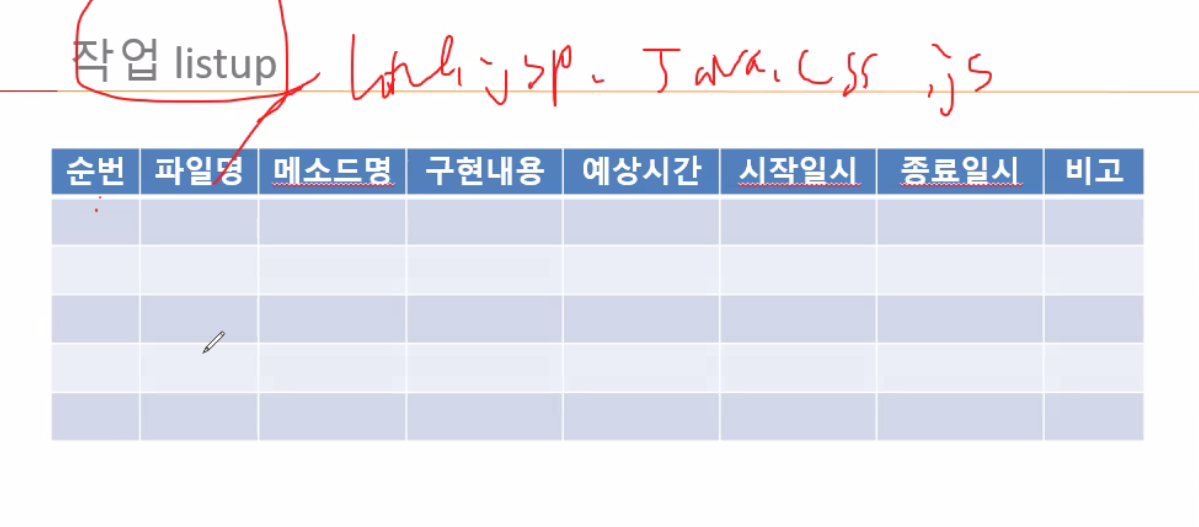 작업 listup .jsp. Java. css .js
순번 파일명 메소드명 구현내용 예상시간 시작일시 종료일시 비고